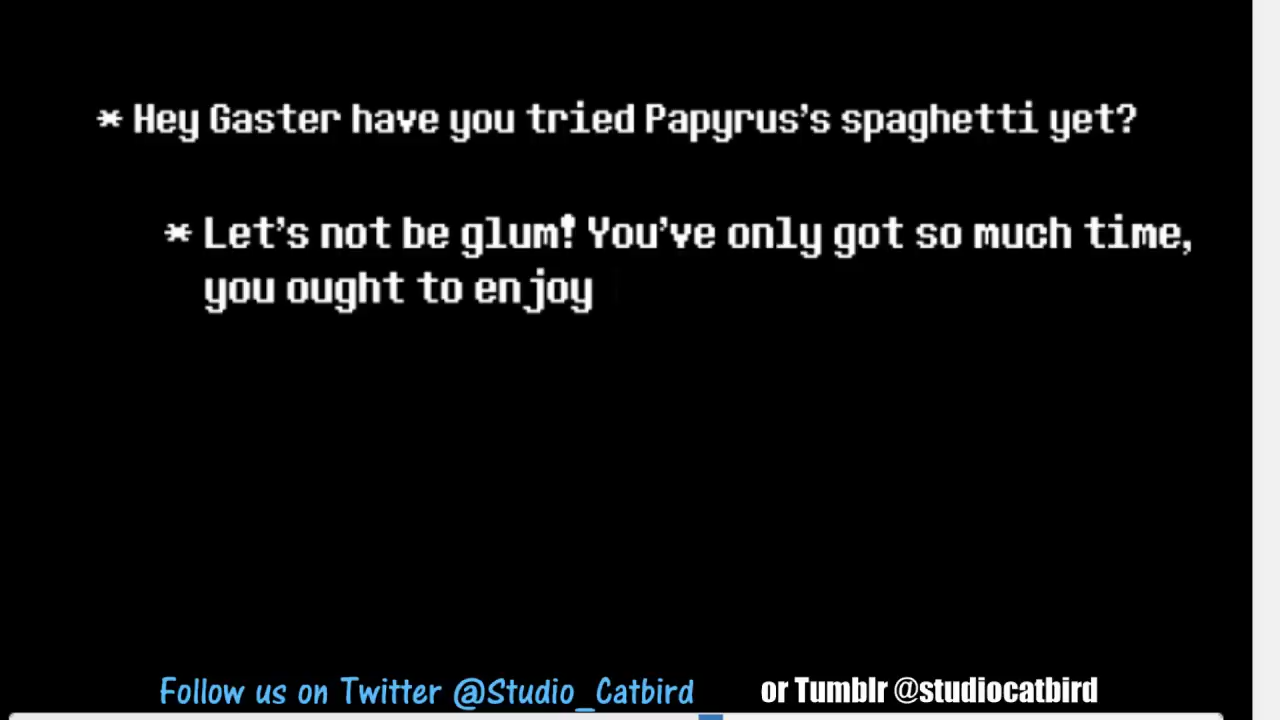 * Hey Gaster have you tried Papyrus's spaghetti yet?
* Let's not be glum! You've only got so much time,
you ought to enjoy
Follow us on Twitter @Studio_Catbird or Tumblr @studiocatbird